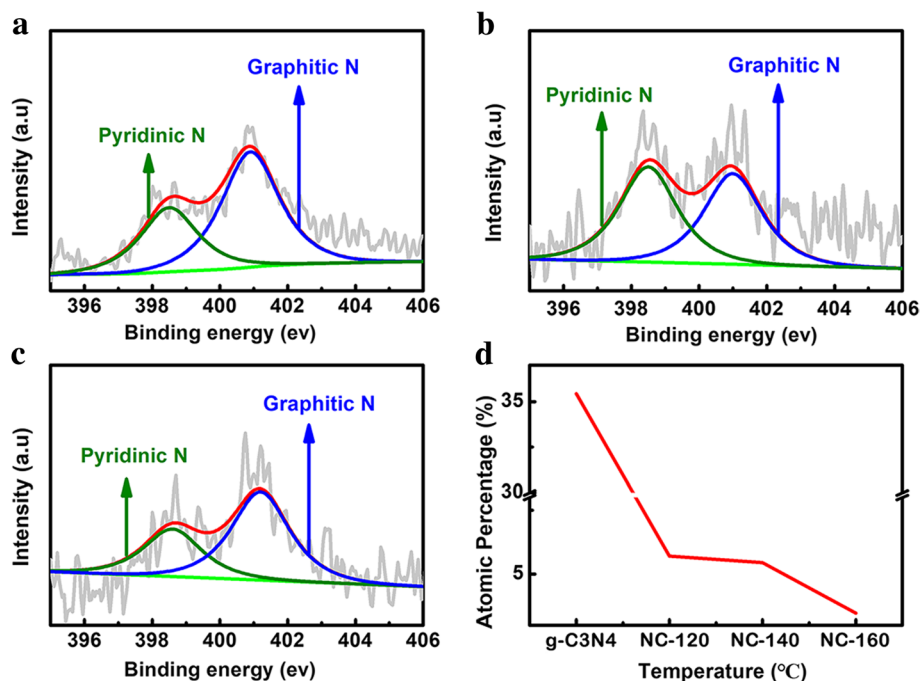 a
Intensity (a.u)
Pyridinic N
Graphitic N
396 398 400 402 404 406
Binding energy (ev)
b
Intensity (a.u)
Pyridinic N
Graphitic N
396 398 400 402 404 406
Binding energy (ev)
c
Intensity (a.u)
Pyridinic N
Graphitic N
396 398 400 402 404 406
Binding energy (ev)
d
Atomic Percentage (%)
35
30
5
g-C3N4 NC-120 NC-140 NC-160
Temperature (℃)